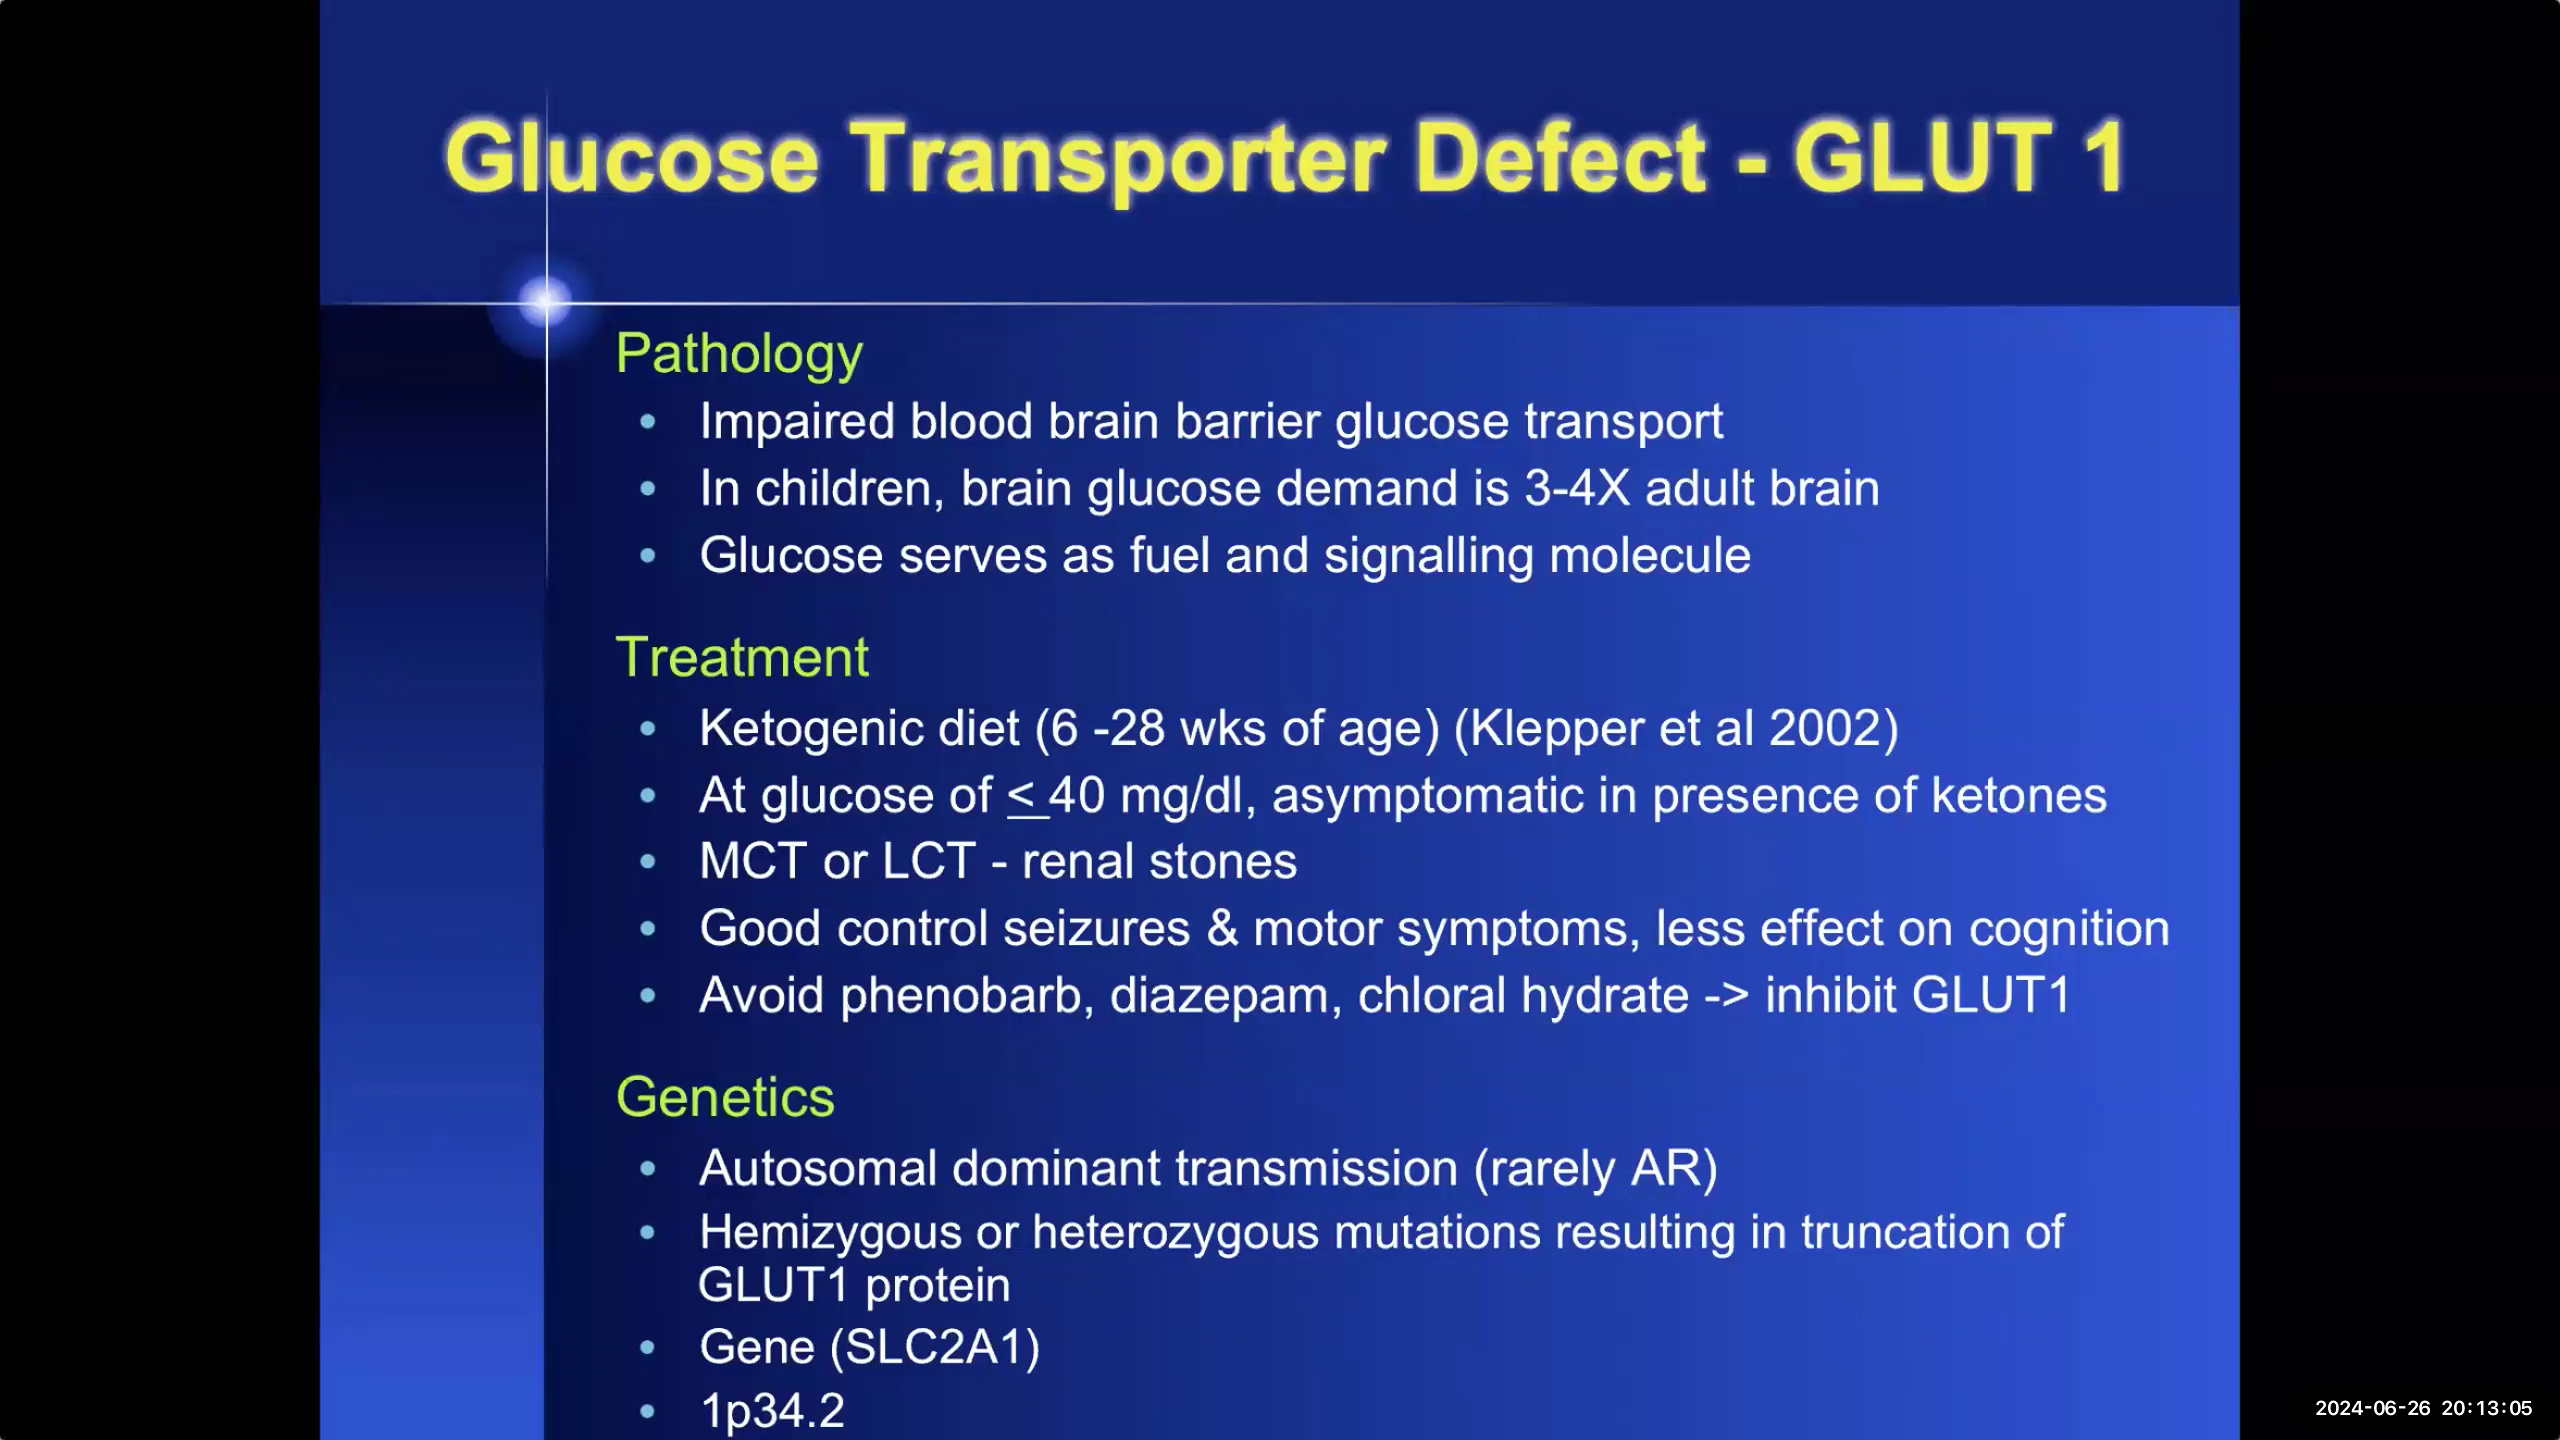 Glucose Transporter Defect - GLUT 1
Pathology
• Impaired blood brain barrier glucose transport
• In children, brain glucose demand is 3-4X adult brain
• Glucose serves as fuel and signalling molecule
Treatment
• Ketogenic diet (6 -28 wks of age) (Klepper et al 2002)
• At glucose of < 40 mg/dl, asymptomatic in presence of ketones
• MCT or LCT - renal stones
• Good control seizures & motor symptoms, less effect on cognition
• Avoid phenobarb, diazepam, chloral hydrate -> inhibit GLUT1
Genetics
• Autosomal dominant transmission (rarely AR)
• Hemizygous or heterozygous mutations resulting in truncation of
GLUT1 protein
• Gene (SLC2A1)
• 1p34.2
2024-06-26 20:13:05